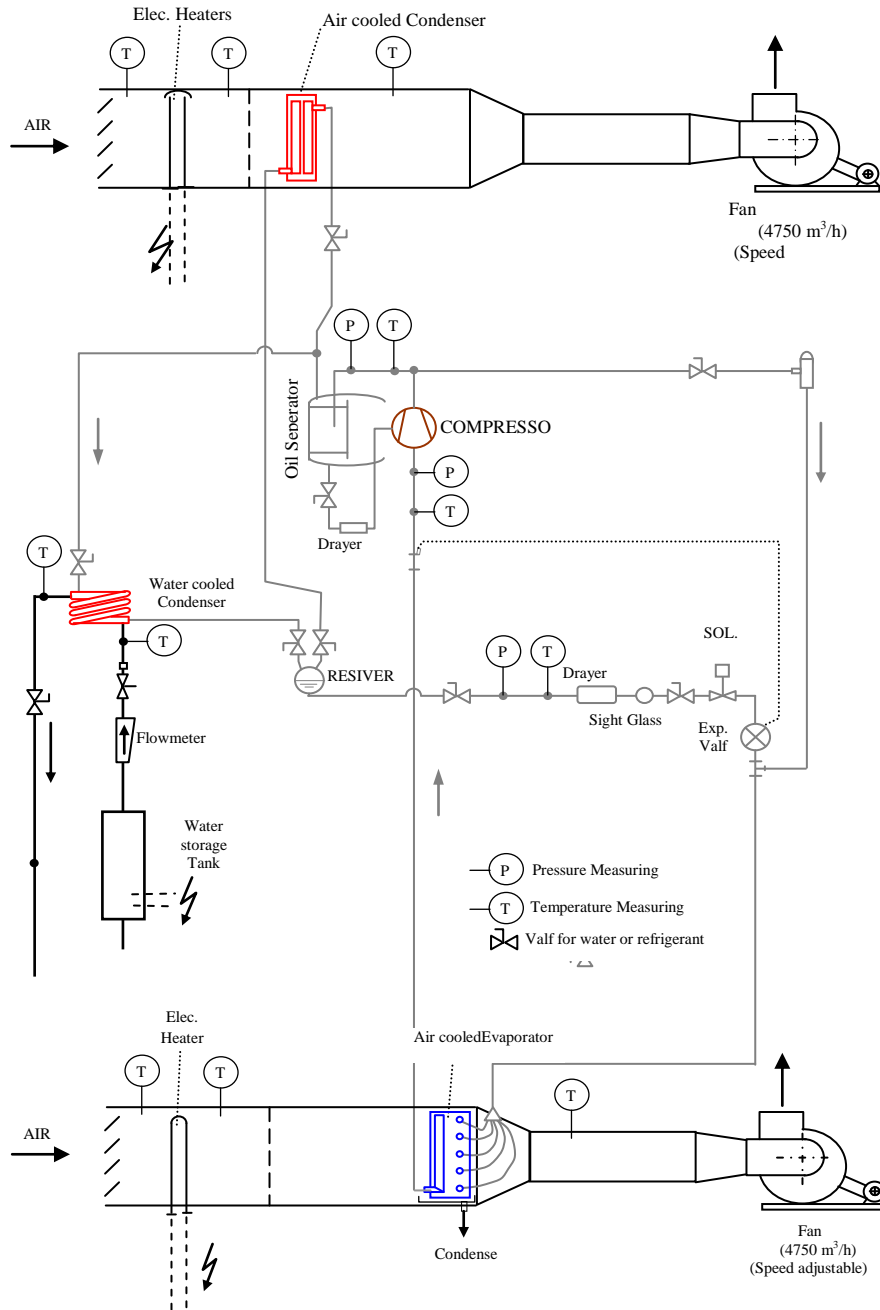 Elec. Heaters
Air cooled Condenser
T
T
T
AIR
Fan
(4750 m³/h)
(Speed
P
T
Oil Seperator
COMPRESSO
P
T
Drayer
T
Water cooled
Condenser
T
SOL.
P
T
Drayer
RESIVER
Sight Glass
Exp.
Valf
Flowmeter
Water
storage
Tank
P
Pressure Measuring
T
Temperature Measuring
Valf for water or refrigerant
Elec.
Heater
Air cooledEvaporator
T
T
T
AIR
Condense
Fan
(4750 m³/h)
(Speed adjustable)